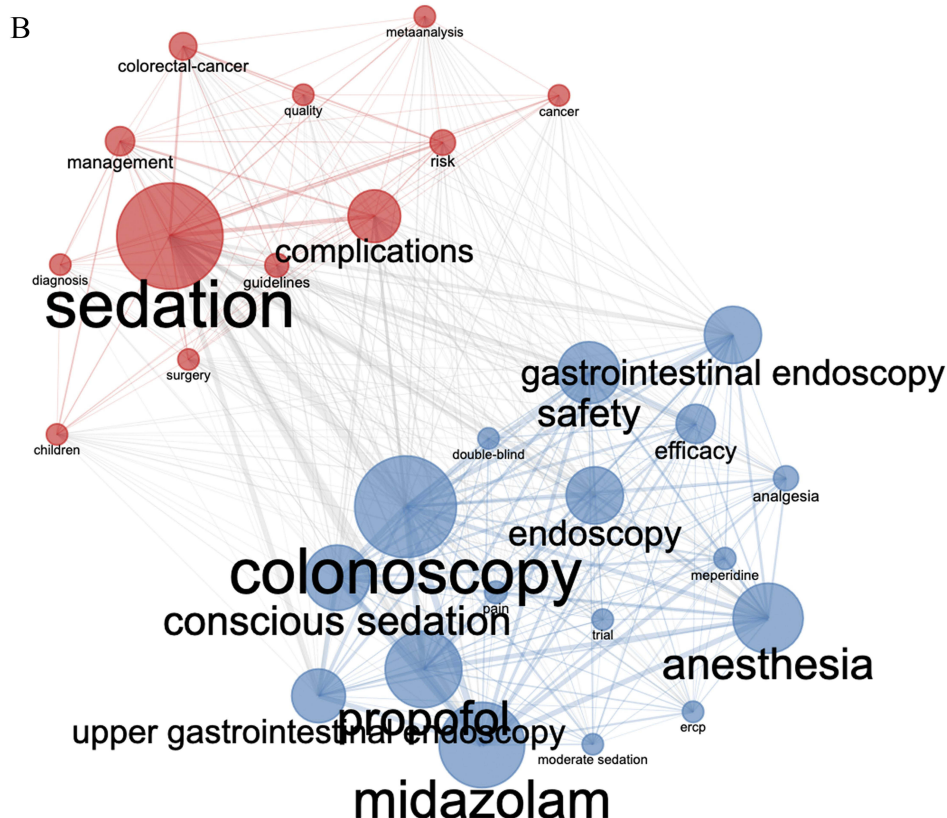 B
metaanalysis
colorectal-cancer
quality
cancer
management
risk
complications
diagnosis
guidelines
sedation
surgery
gastrointestinal endoscopy
safety
children
double-blind
efficacy
analgesia
endoscopy
colonoscopy
meperidine
pain
conscious sedation
trial
anesthesia
propofol
upper gastrointestinal endoscopy
ercp
moderate sedation
midazolam